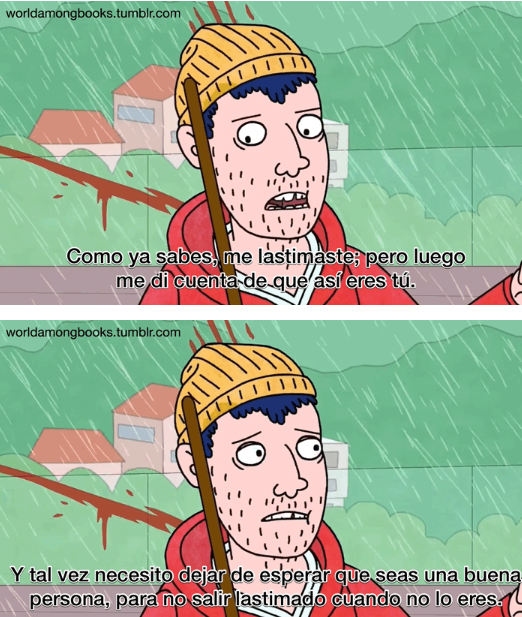 worldamongbooks.tumblr.com
Como ya sabes, me lastimaste; pero luego
me di cuenta de que así eres tú.
worldamongbooks.tumblr.com
Y tal vez necesito dejar de esperar que seas una buena
persona, para no salir lastimado cuando no lo eres.